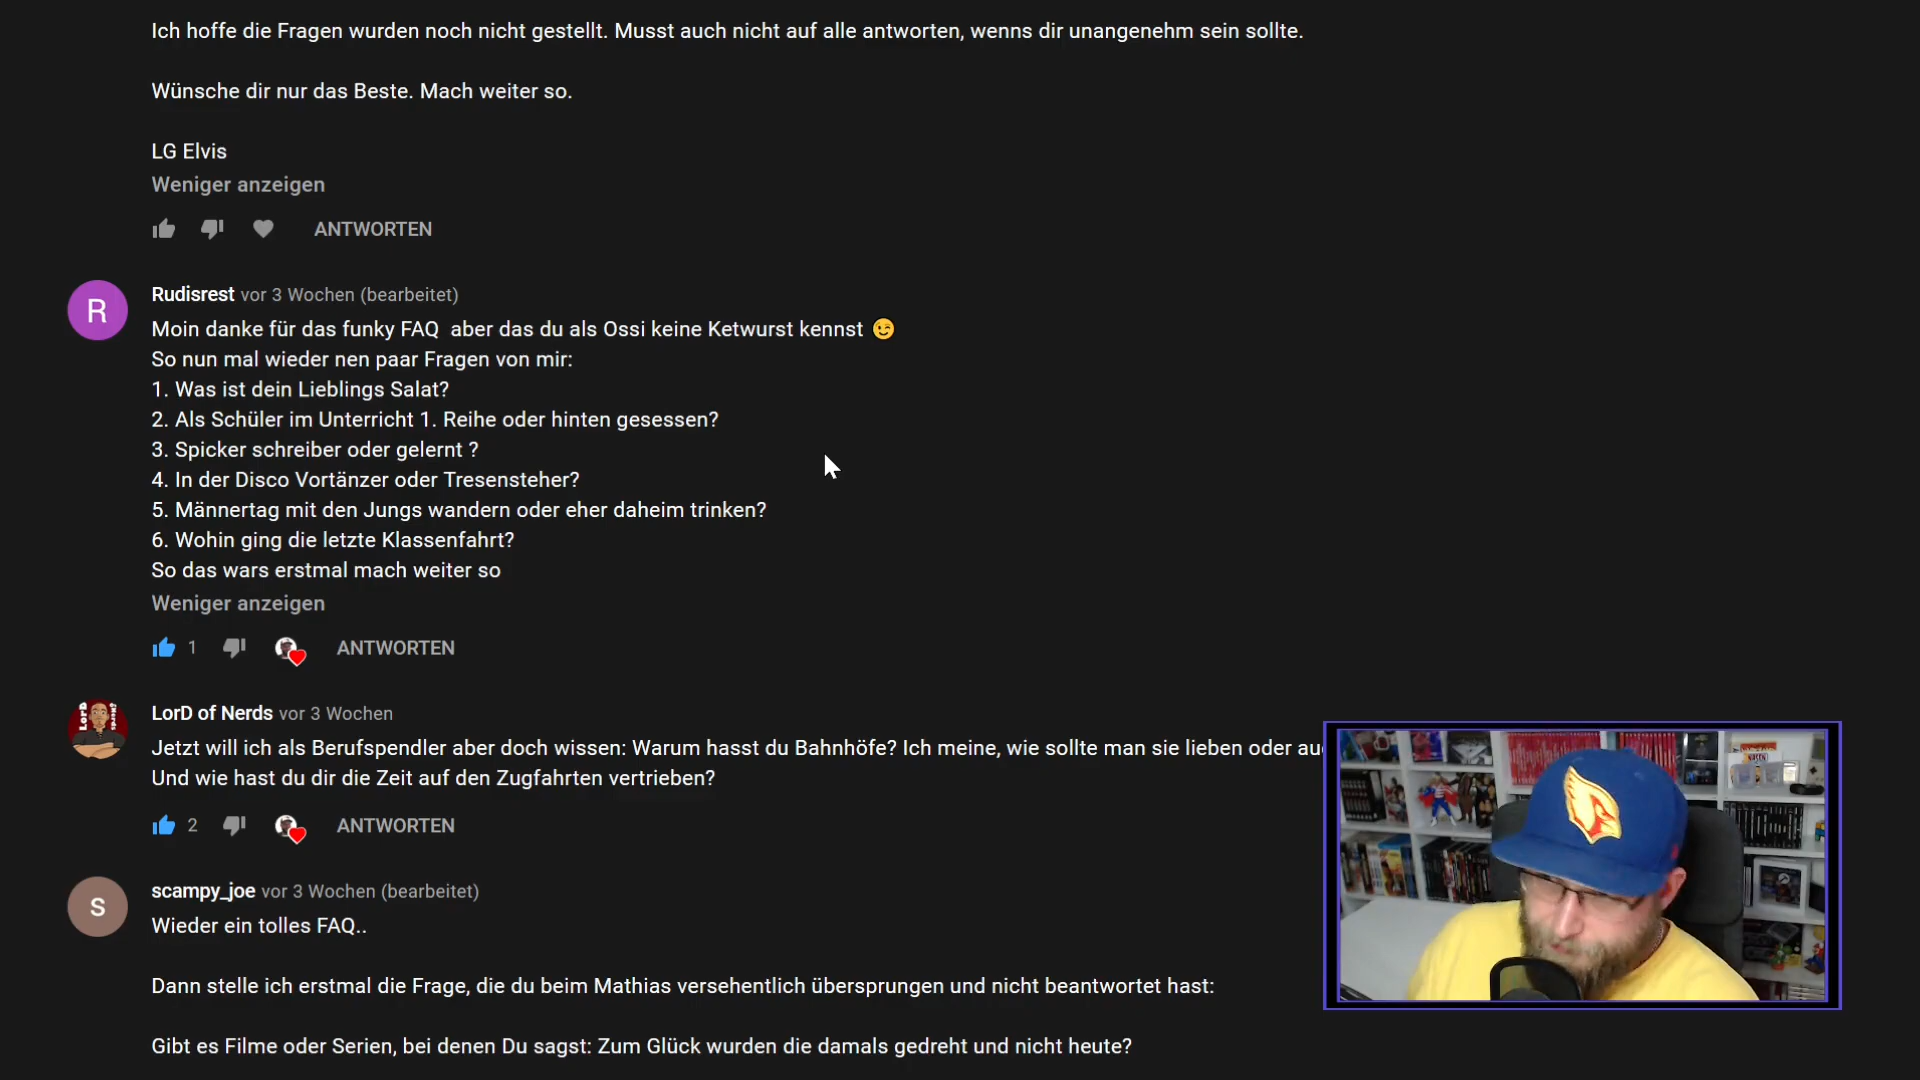 Ich hoffe die Fragen wurden noch nicht gestellt. Musst auch nicht auf alle antworten, wenns dir unangenehm sein sollte.
Wünsche dir nur das Beste. Mach weiter so.
LG Elvis
Weniger anzeigen
ANTWORTEN
R
Rudisrest vor 3 Wochen (bearbeitet)
Moin danke für das funky FAQ aber das du als Ossi keine Ketwurst kennst 😉
So nun mal wieder nen paar Fragen von mir:
1. Was ist dein Lieblings Salat?
2. Als Schüler im Unterricht 1. Reihe oder hinten gesessen?
3. Spicker schreiber oder gelernt ?
4. In der Disco Vortänzer oder Tresensteher?
5. Männertag mit den Jungs wandern oder eher daheim trinken?
6. Wohin ging die letzte Klassenfahrt?
So das wars erstmal mach weiter so
Weniger anzeigen
1 ANTWORTEN
LorD of Nerds vor 3 Wochen
Jetzt will ich als Berufspendler aber doch wissen: Warum hasst du Bahnhöfe? Ich meine, wie sollte man sie lieben oder au
Und wie hast du dir die Zeit auf den Zugfahrten vertrieben?
2 ANTWORTEN
S
scampy_joe vor 3 Wochen (bearbeitet)
Wieder ein tolles FAQ..
Dann stelle ich erstmal die Frage, die du beim Mathias versehentlich übersprungen und nicht beantwortet hast:
Gibt es Filme oder Serien, bei denen Du sagst: Zum Glück wurden die damals gedreht und nicht heute?